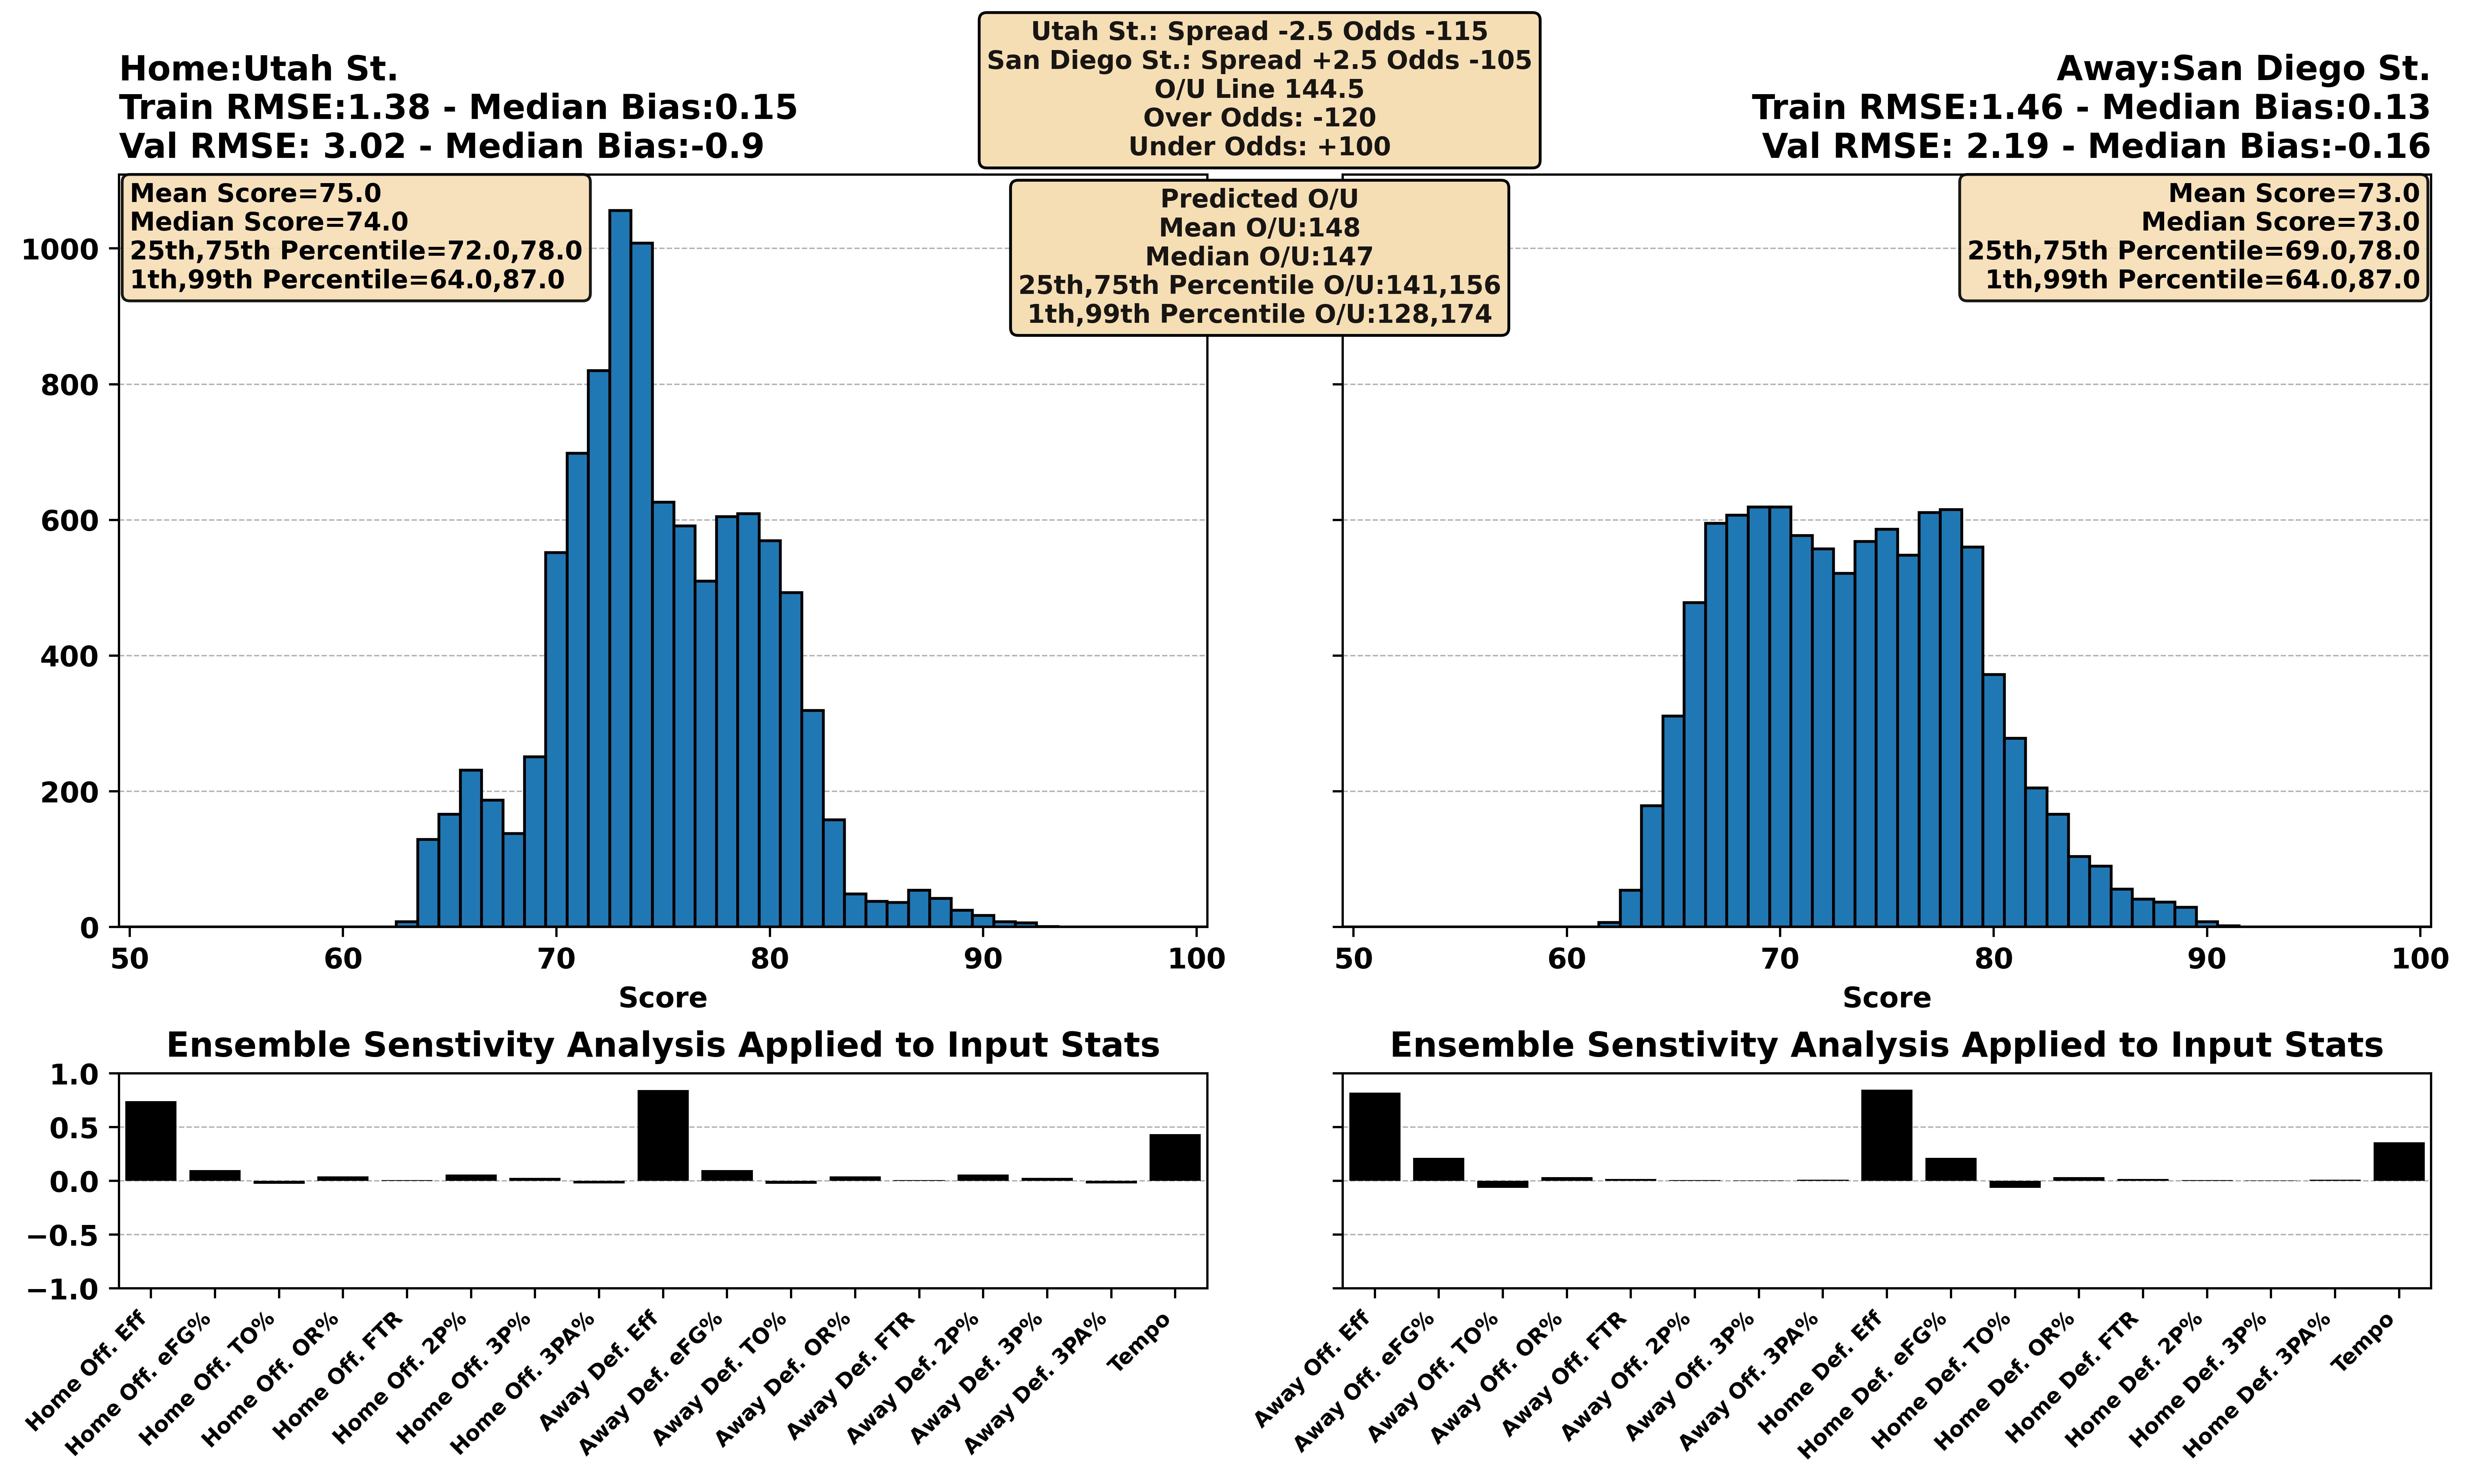 Utah St.: Spread -2.5 Odds -115
San Diego St.: Spread +2.5 Odds -105
O/U Line 144.5
Over Odds: -120
Under Odds: +100
Home:Utah St.
Train RMSE:1.38 - Median Bias:0.15
Val RMSE: 3.02 - Median Bias:-0.9
Away:San Diego St.
Train RMSE:1.46 - Median Bias:0.13
Val RMSE: 2.19 - Median Bias:-0.16
Mean Score=75.0
Median Score=74.0
25th,75th Percentile=72.0,78.0
1th,99th Percentile=64.0,87.0
Predicted O/U
Mean O/U:148
Median O/U:147
25th,75th Percentile O/U:141,156
1th,99th Percentile O/U:128,174
Mean Score=73.0
Median Score=73.0
25th,75th Percentile=69.0,78.0
1th,99th Percentile=64.0,87.0
1000
800
600
400
200
0
50 60 70 80 90 100
Score
50 60 70 80 90 100
Score
Ensemble Senstivity Analysis Applied to Input Stats
1.0
0.5
0.0
−0.5
−1.0
Home Off. Eff
Home Off. eFG%
Home Off. TO%
Home Off. OR%
Home Off. FTR
Home Off. 2P%
Home Off. 3P%
Home Off. 3PA%
Away Def. Eff
Away Def. eFG%
Away Def. TO%
Away Def. OR%
Away Def. FTR
Away Def. 2P%
Away Def. 3P%
Away Def. 3PA%
Tempo
Ensemble Senstivity Analysis Applied to Input Stats
Away Off. Eff
Away Off. eFG%
Away Off. TO%
Away Off. OR%
Away Off. FTR
Away Off. 2P%
Away Off. 3P%
Away Off. 3PA%
Home Def. Eff
Home Def. eFG%
Home Def. TO%
Home Def. OR%
Home Def. FTR
Home Def. 2P%
Home Def. 3P%
Home Def. 3PA%
Tempo